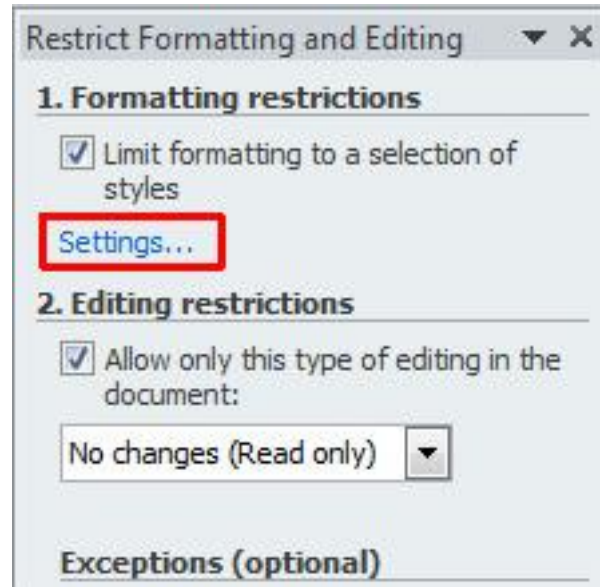 Restrict Formatting and Editing
1. Formatting restrictions
Limit formatting to a selection of
styles
Settings...
2. Editing restrictions
Allow only this type of editing in the
document:
No changes (Read only)
Exceptions (optional)